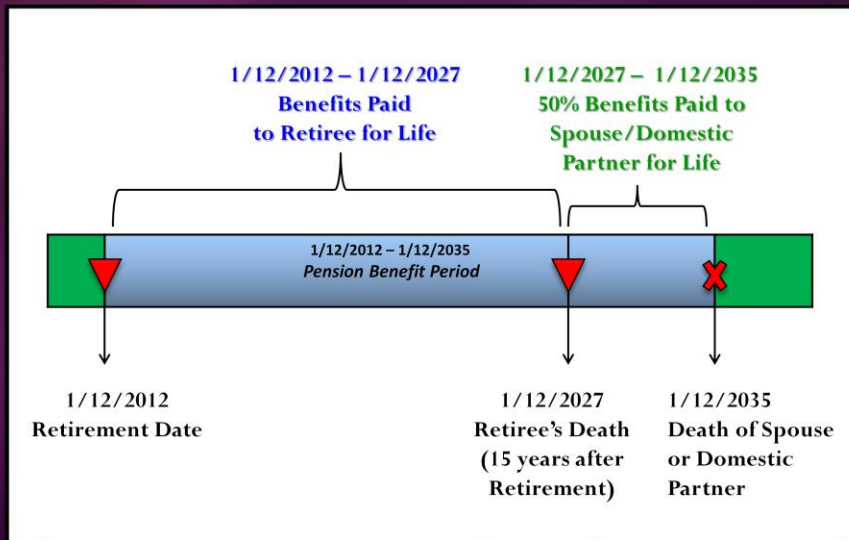 1/12/2012 – 1/12/2027
Benefits Paid
to Retiree for Life
1/12/2027 – 1/12/2035
50% Benefits Paid to
Spouse/Domestic
Partner for Life
1/12/2012 – 1/12/2035
Pension Benefit Period
1/12/2012
Retirement Date
1/12/2027
Retiree's Death
(15 years after
Retirement)
1/12/2035
Death of Spouse
or Domestic
Partner